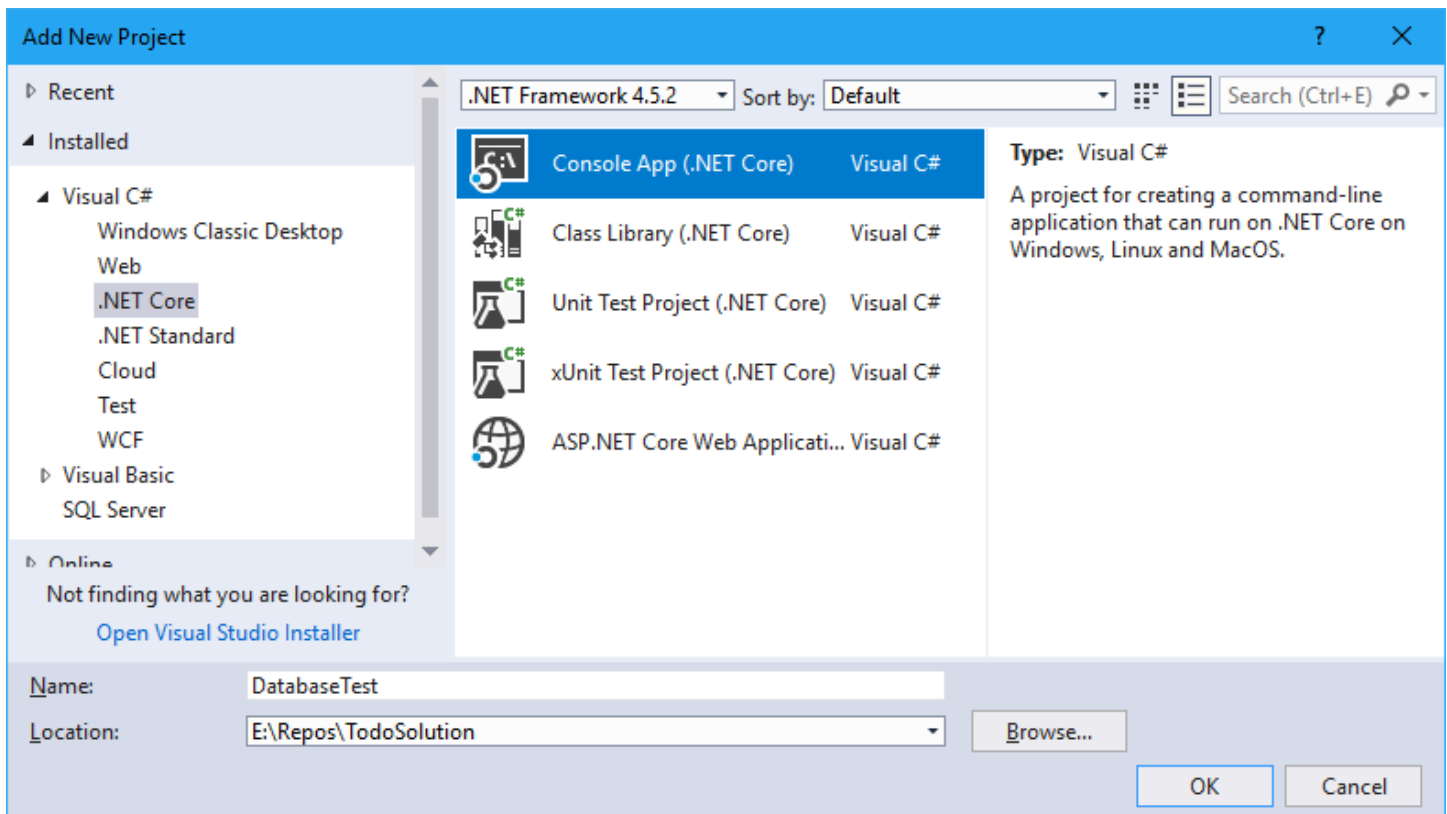 Add New Project
?
Recent
Installed
Visual C#
Windows Classic Desktop
Web
.NET Core
.NET Standard
Cloud
Test
WCF
Visual Basic
SQL Server
Online
Not finding what you are looking for?
Open Visual Studio Installer
.NET Framework 4.5.2 Sort by: Default
Search (Ctrl+E)
C:\ Console App (.NET Core) Visual C#
C# Class Library (.NET Core) Visual C#
C# Unit Test Project (.NET Core) Visual C#
C# xUnit Test Project (.NET Core) Visual C#
ASP.NET Core Web Applicati... Visual C#
Type: Visual C#
A project for creating a command-line
application that can run on .NET Core on
Windows, Linux and MacOS.
Name: DatabaseTest
Location: E:\Repos\TodoSolution Browse...
OK Cancel